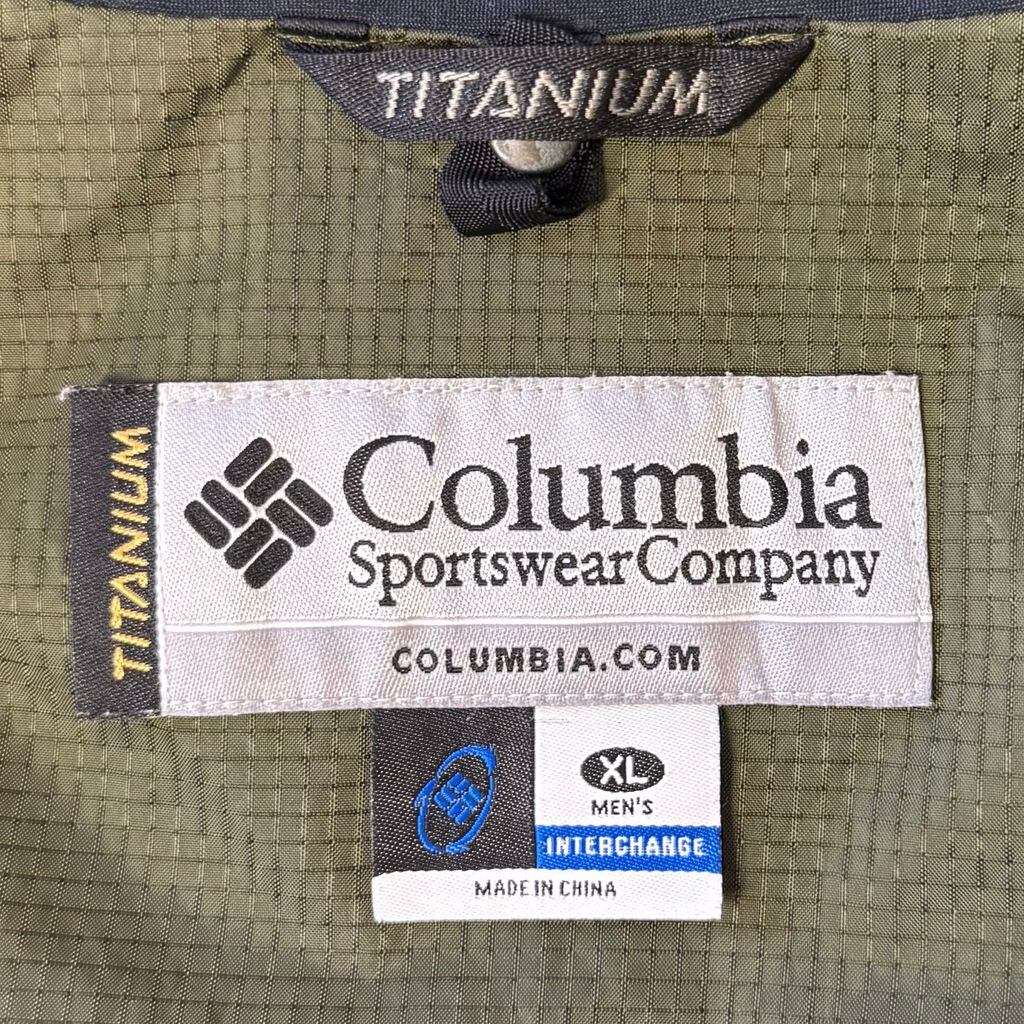 TITANIUM
TITANIUM
Columbia
Sportswear Company
COLUMBIA.COM
XL
MEN'S
INTERCHANGE
MADE IN CHINA